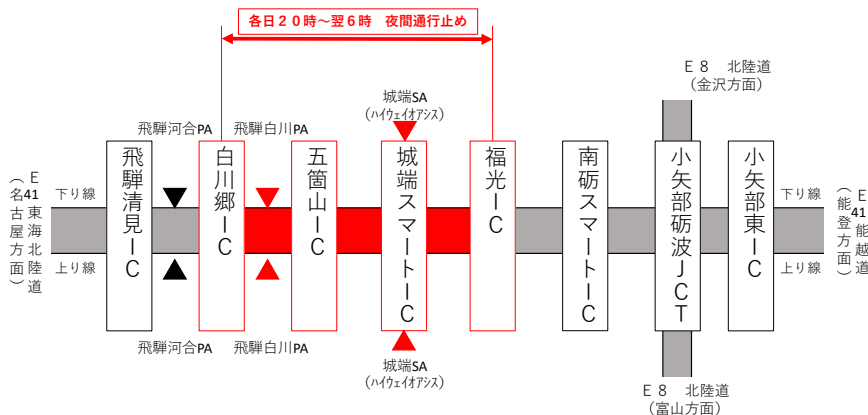 各日２０時～翌６時　夜間通行止め
Ｅ８　北陸道
（金沢方面）
城端SA
（ﾊｲｳｪｲｵｱｼｽ）
飛騨河合PA
飛騨白川PA
Ｅ41東海北陸道
（名古屋方面）
下り線
上り線
飛騨清見ＩＣ
白川郷ＩＣ
五箇山ＩＣ
城端スマートＩＣ
福光ＩＣ
南砺スマートＩＣ
小矢部砺波ＪＣＴ
小矢部東ＩＣ
下り線
上り線
Ｅ41能越道
（能登方面）
飛騨河合PA
飛騨白川PA
城端SA
（ﾊｲｳｪｲｵｱｼｽ）
Ｅ８　北陸道
（富山方面）